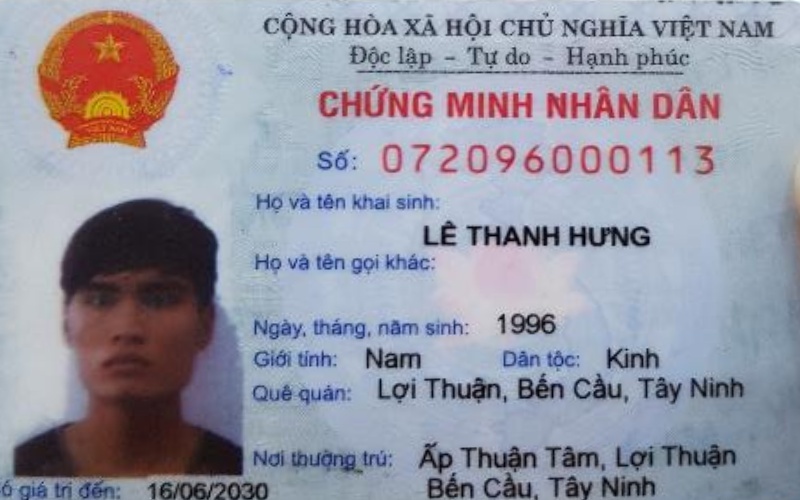 CỘNG HÒA XÃ HỘI CHỦ NGHĨA VIỆT NAM
Độc lập - Tự do - Hạnh phúc
CHỨNG MINH NHÂN DÂN
Số: 072096000113
Họ và tên khai sinh:
LÊ THANH HƯNG
Họ và tên gọi khác:
Ngày, tháng, năm sinh: 1996
Giới tính: Nam Dân tộc: Kinh
Quê quán: Lợi Thuận, Bến Cầu, Tây Ninh
Nơi thường trú: Ấp Thuận Tâm, Lợi Thuận
Bến Cầu, Tây Ninh
ó giá trị đến: 16/06/2030
VIỆT NAM